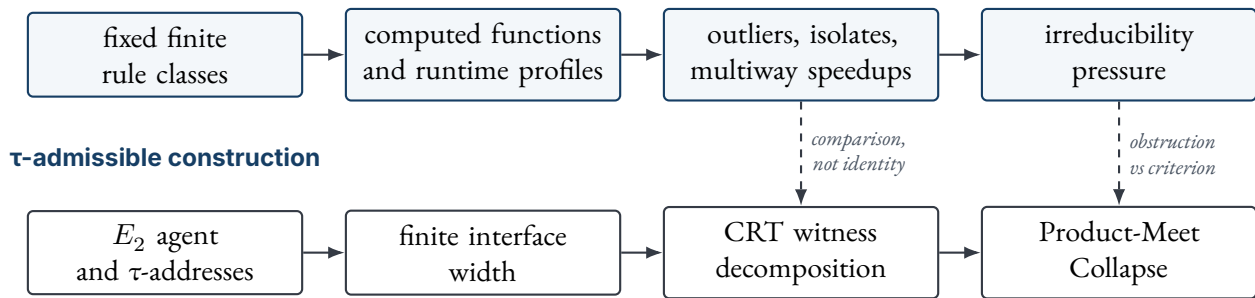 fixed finite
rule classes
computed functions
and runtime profiles
outliers, isolates,
multiway speedups
irreducibility
pressure
comparison,
not identity
obstruction
vs criterion
τ-admissible construction
E₂ agent
and τ-addresses
finite interface
width
CRT witness
decomposition
Product-Meet
Collapse